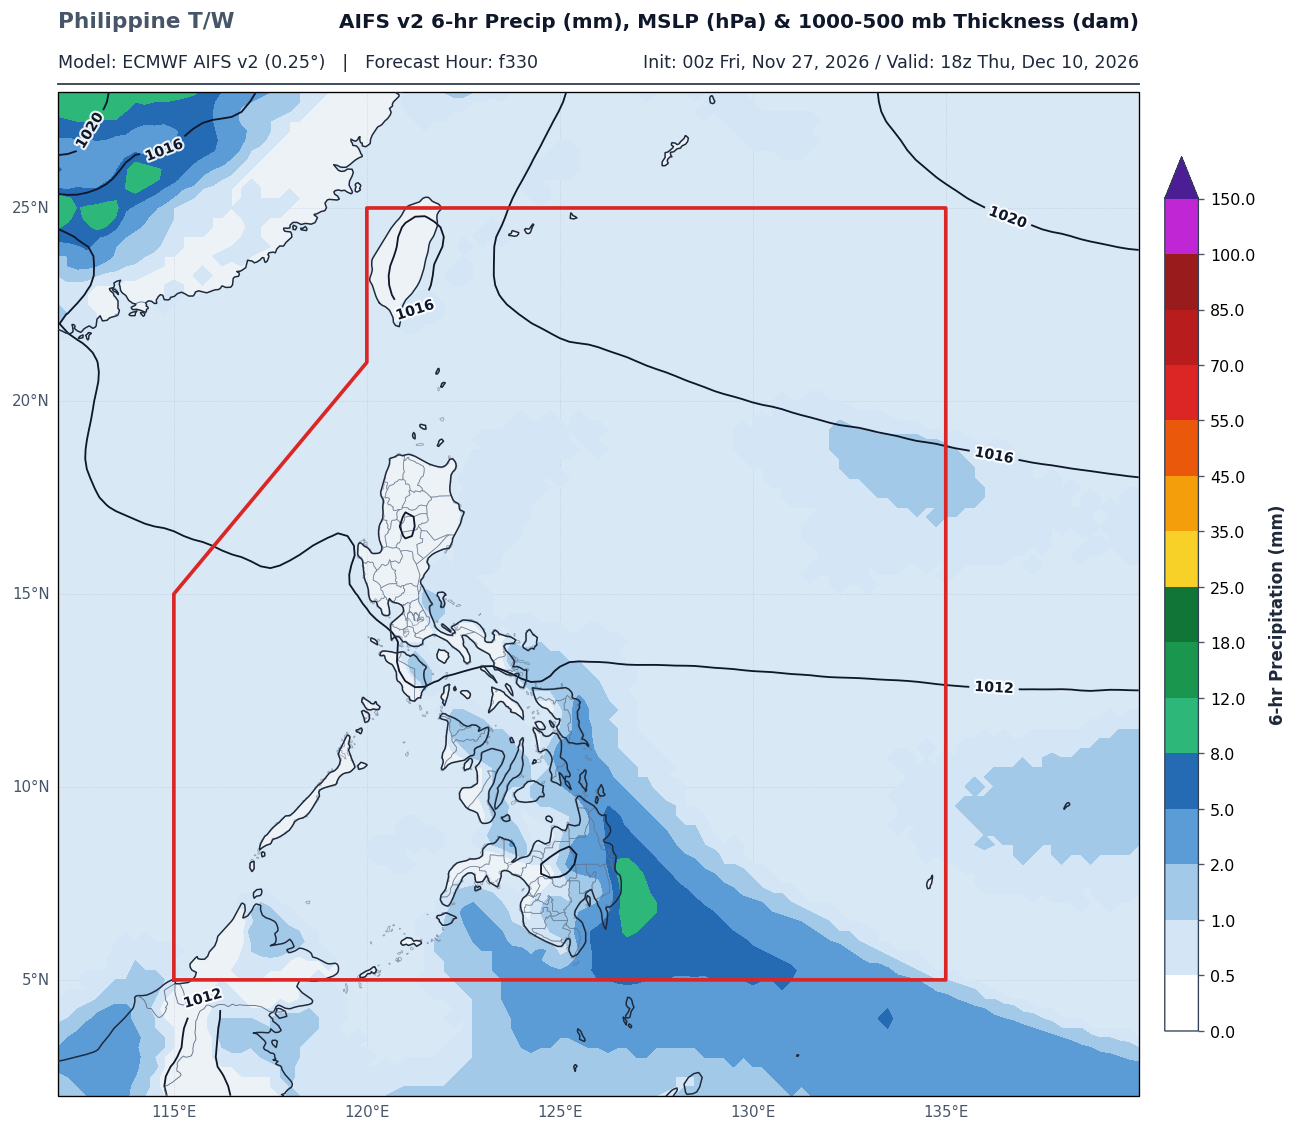 Philippine T/W
AIFS v2 6-hr Precip (mm), MSLP (hPa) & 1000-500 mb Thickness (dam)
Model: ECMWF AIFS v2 (0.25°) | Forecast Hour: f330
Init: 00z Fri, Nov 27, 2026 / Valid: 18z Thu, Dec 10, 2026
1020
1016
1020
1016
1016
1012
1012
25°N
20°N
15°N
10°N
5°N
115°E
120°E
125°E
130°E
135°E
150.0
100.0
85.0
70.0
55.0
45.0
35.0
25.0
18.0
12.0
8.0
5.0
2.0
1.0
0.5
0.0
6-hr Precipitation (mm)